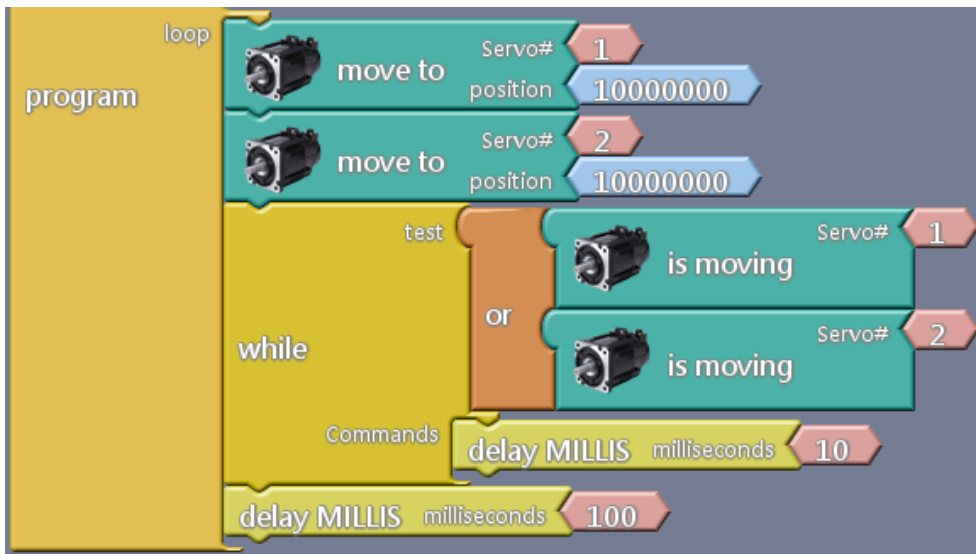 loop
program
move to Servo# 1
position 10000000
move to Servo# 2
position 10000000
while
test
or
is moving Servo# 1
is moving Servo# 2
Commands
delay MILLIS milliseconds 10
delay MILLIS milliseconds 100